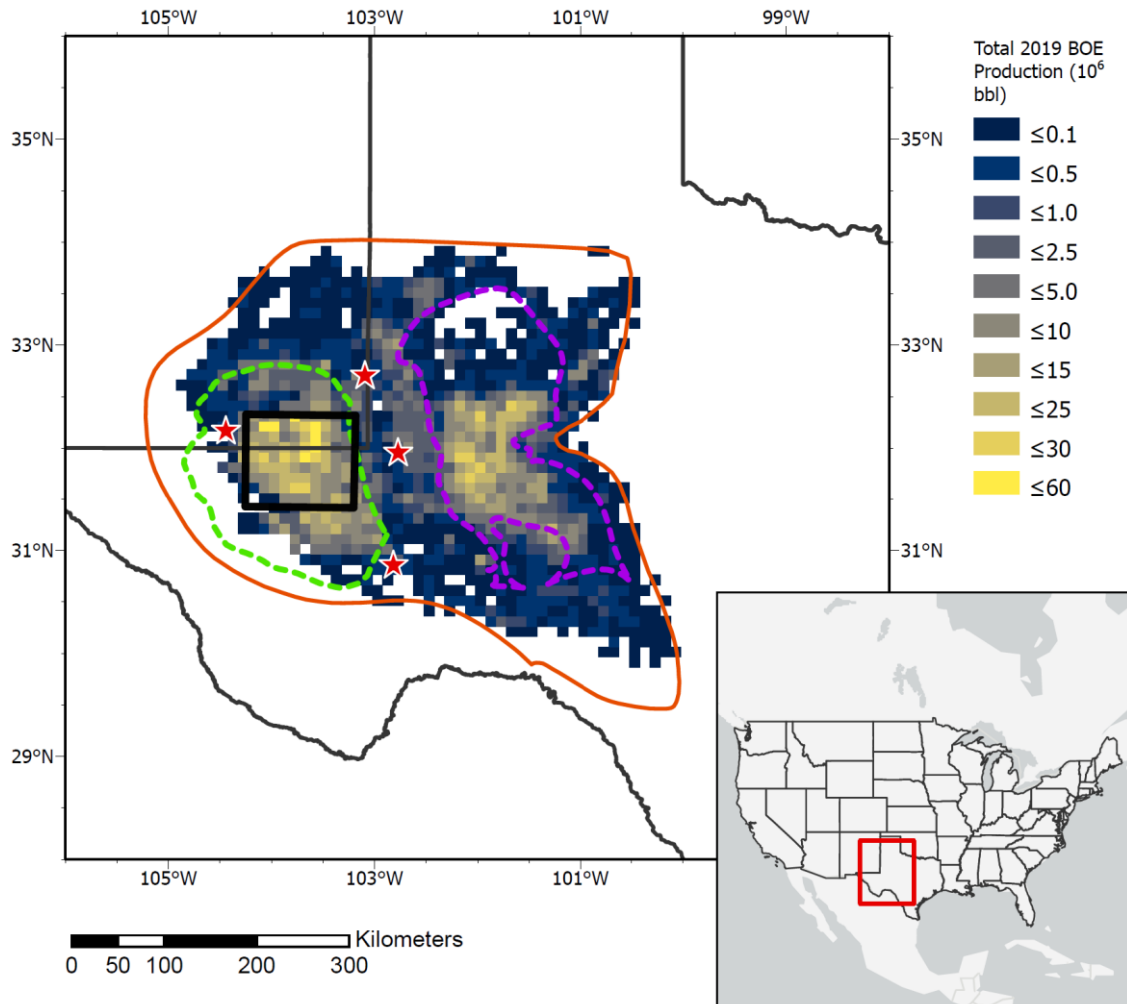 105°W 103°W 101°W 99°W
Total 2019 BOE
Production (10⁶
bbl)
≤0.1
≤0.5
≤1.0
≤2.5
≤5.0
≤10
≤15
≤25
≤30
≤60
35°N 35°N
33°N 33°N
31°N 31°N
29°N
105°W 103°W 101°W
Kilometers
0 50 100 200 300